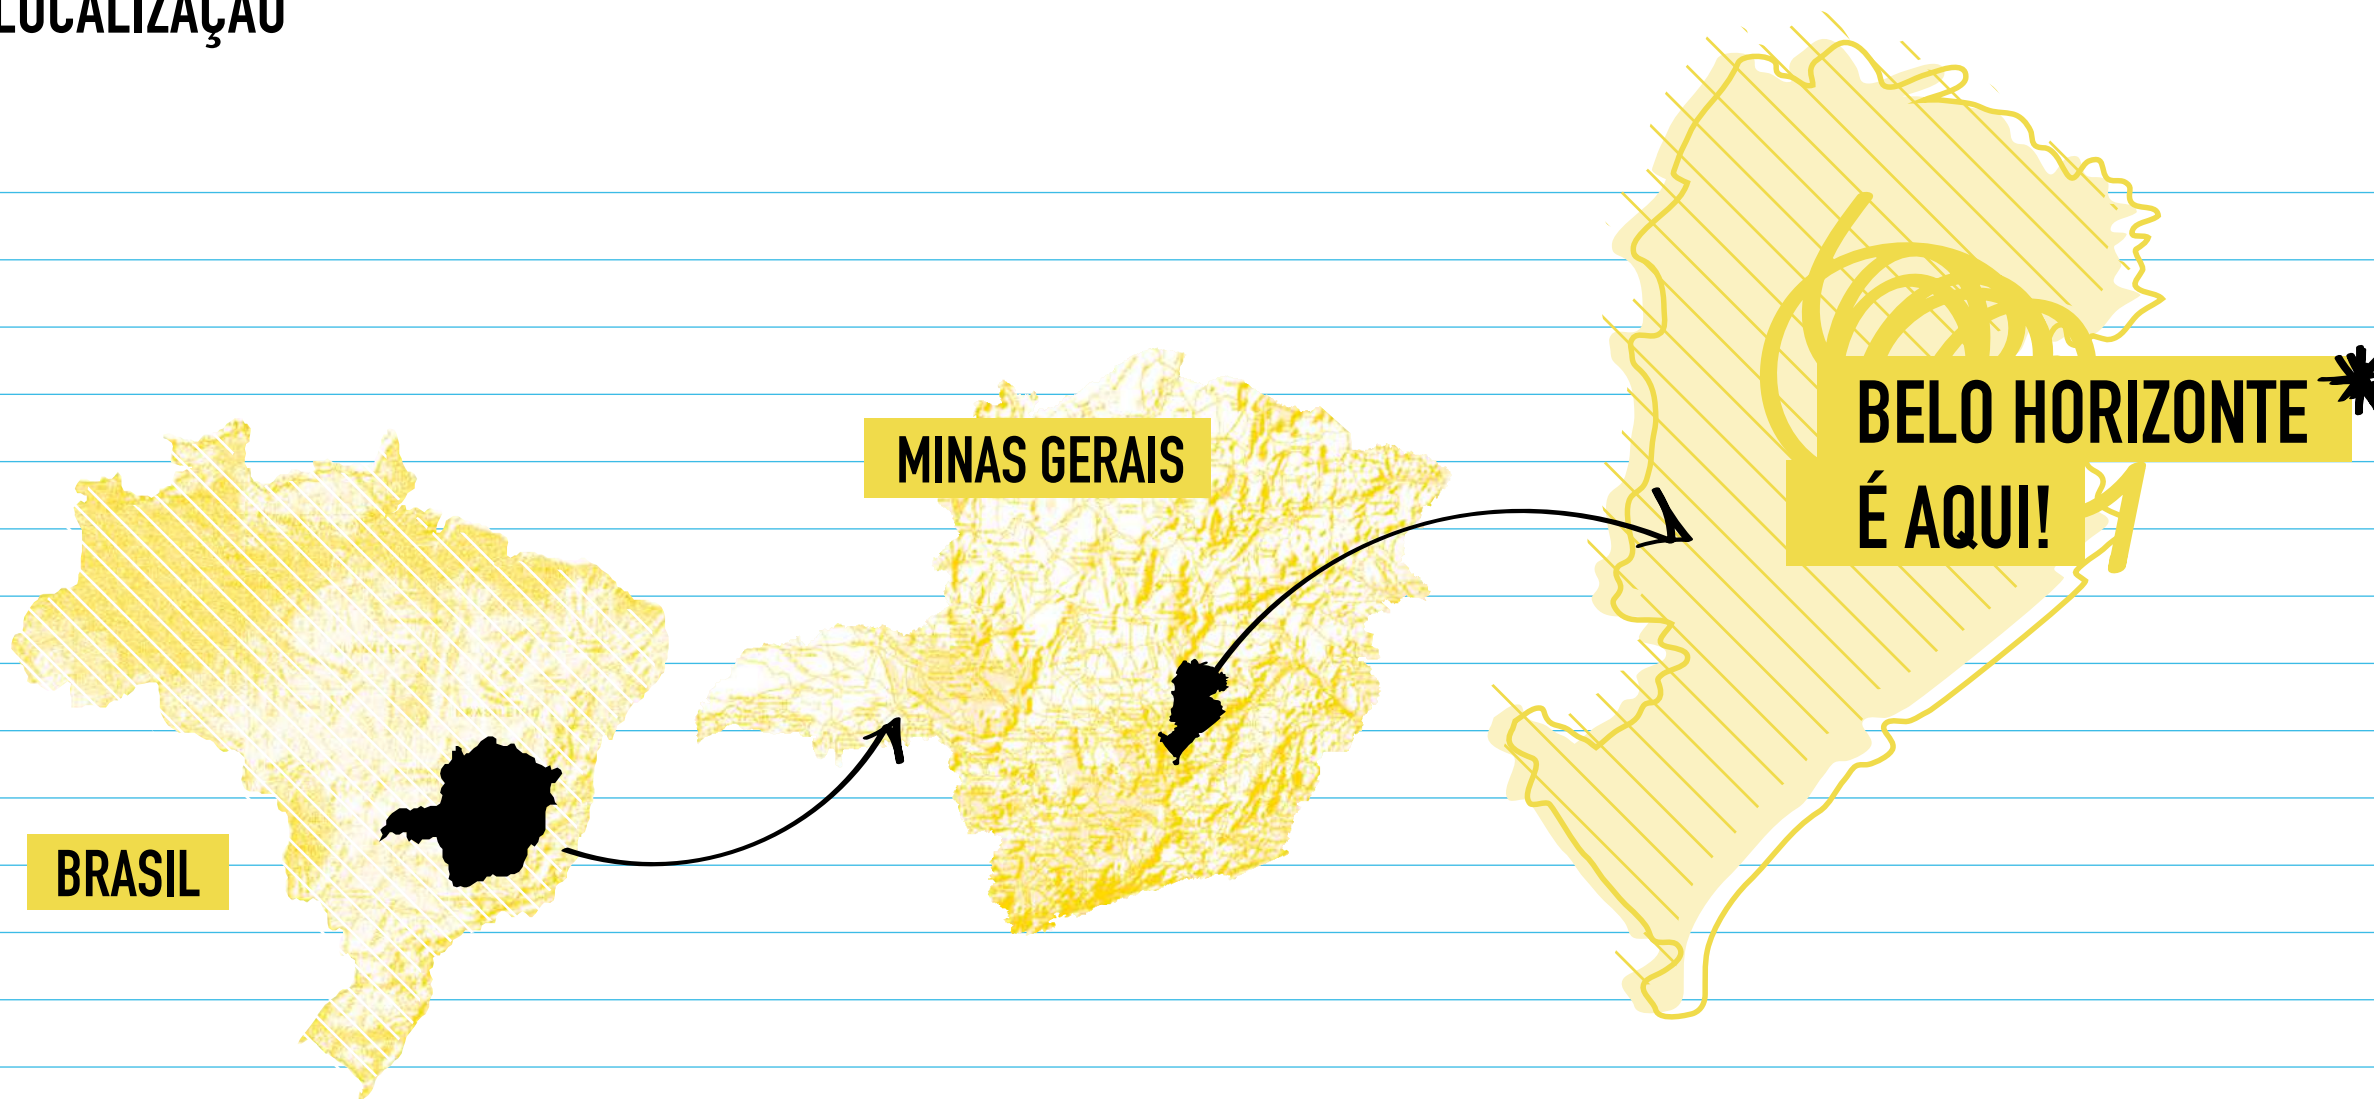 LOCALIZAÇÃO
MINAS GERAIS
BELO HORIZONTE
É AQUI!
BRASIL